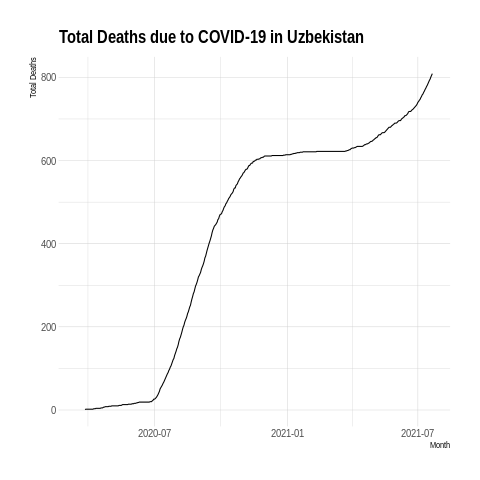 Total Deaths due to COVID-19 in Uzbekistan
Total Deaths
800
600
400
200
0
2020-07
2021-01
2021-07
Month